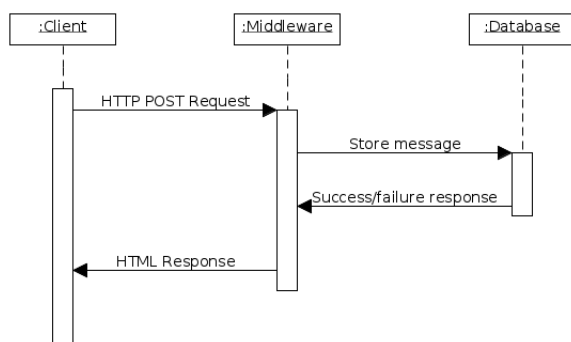 :Client
:Middleware
:Database
HTTP POST Request
Store message
Success/failure response
HTML Response